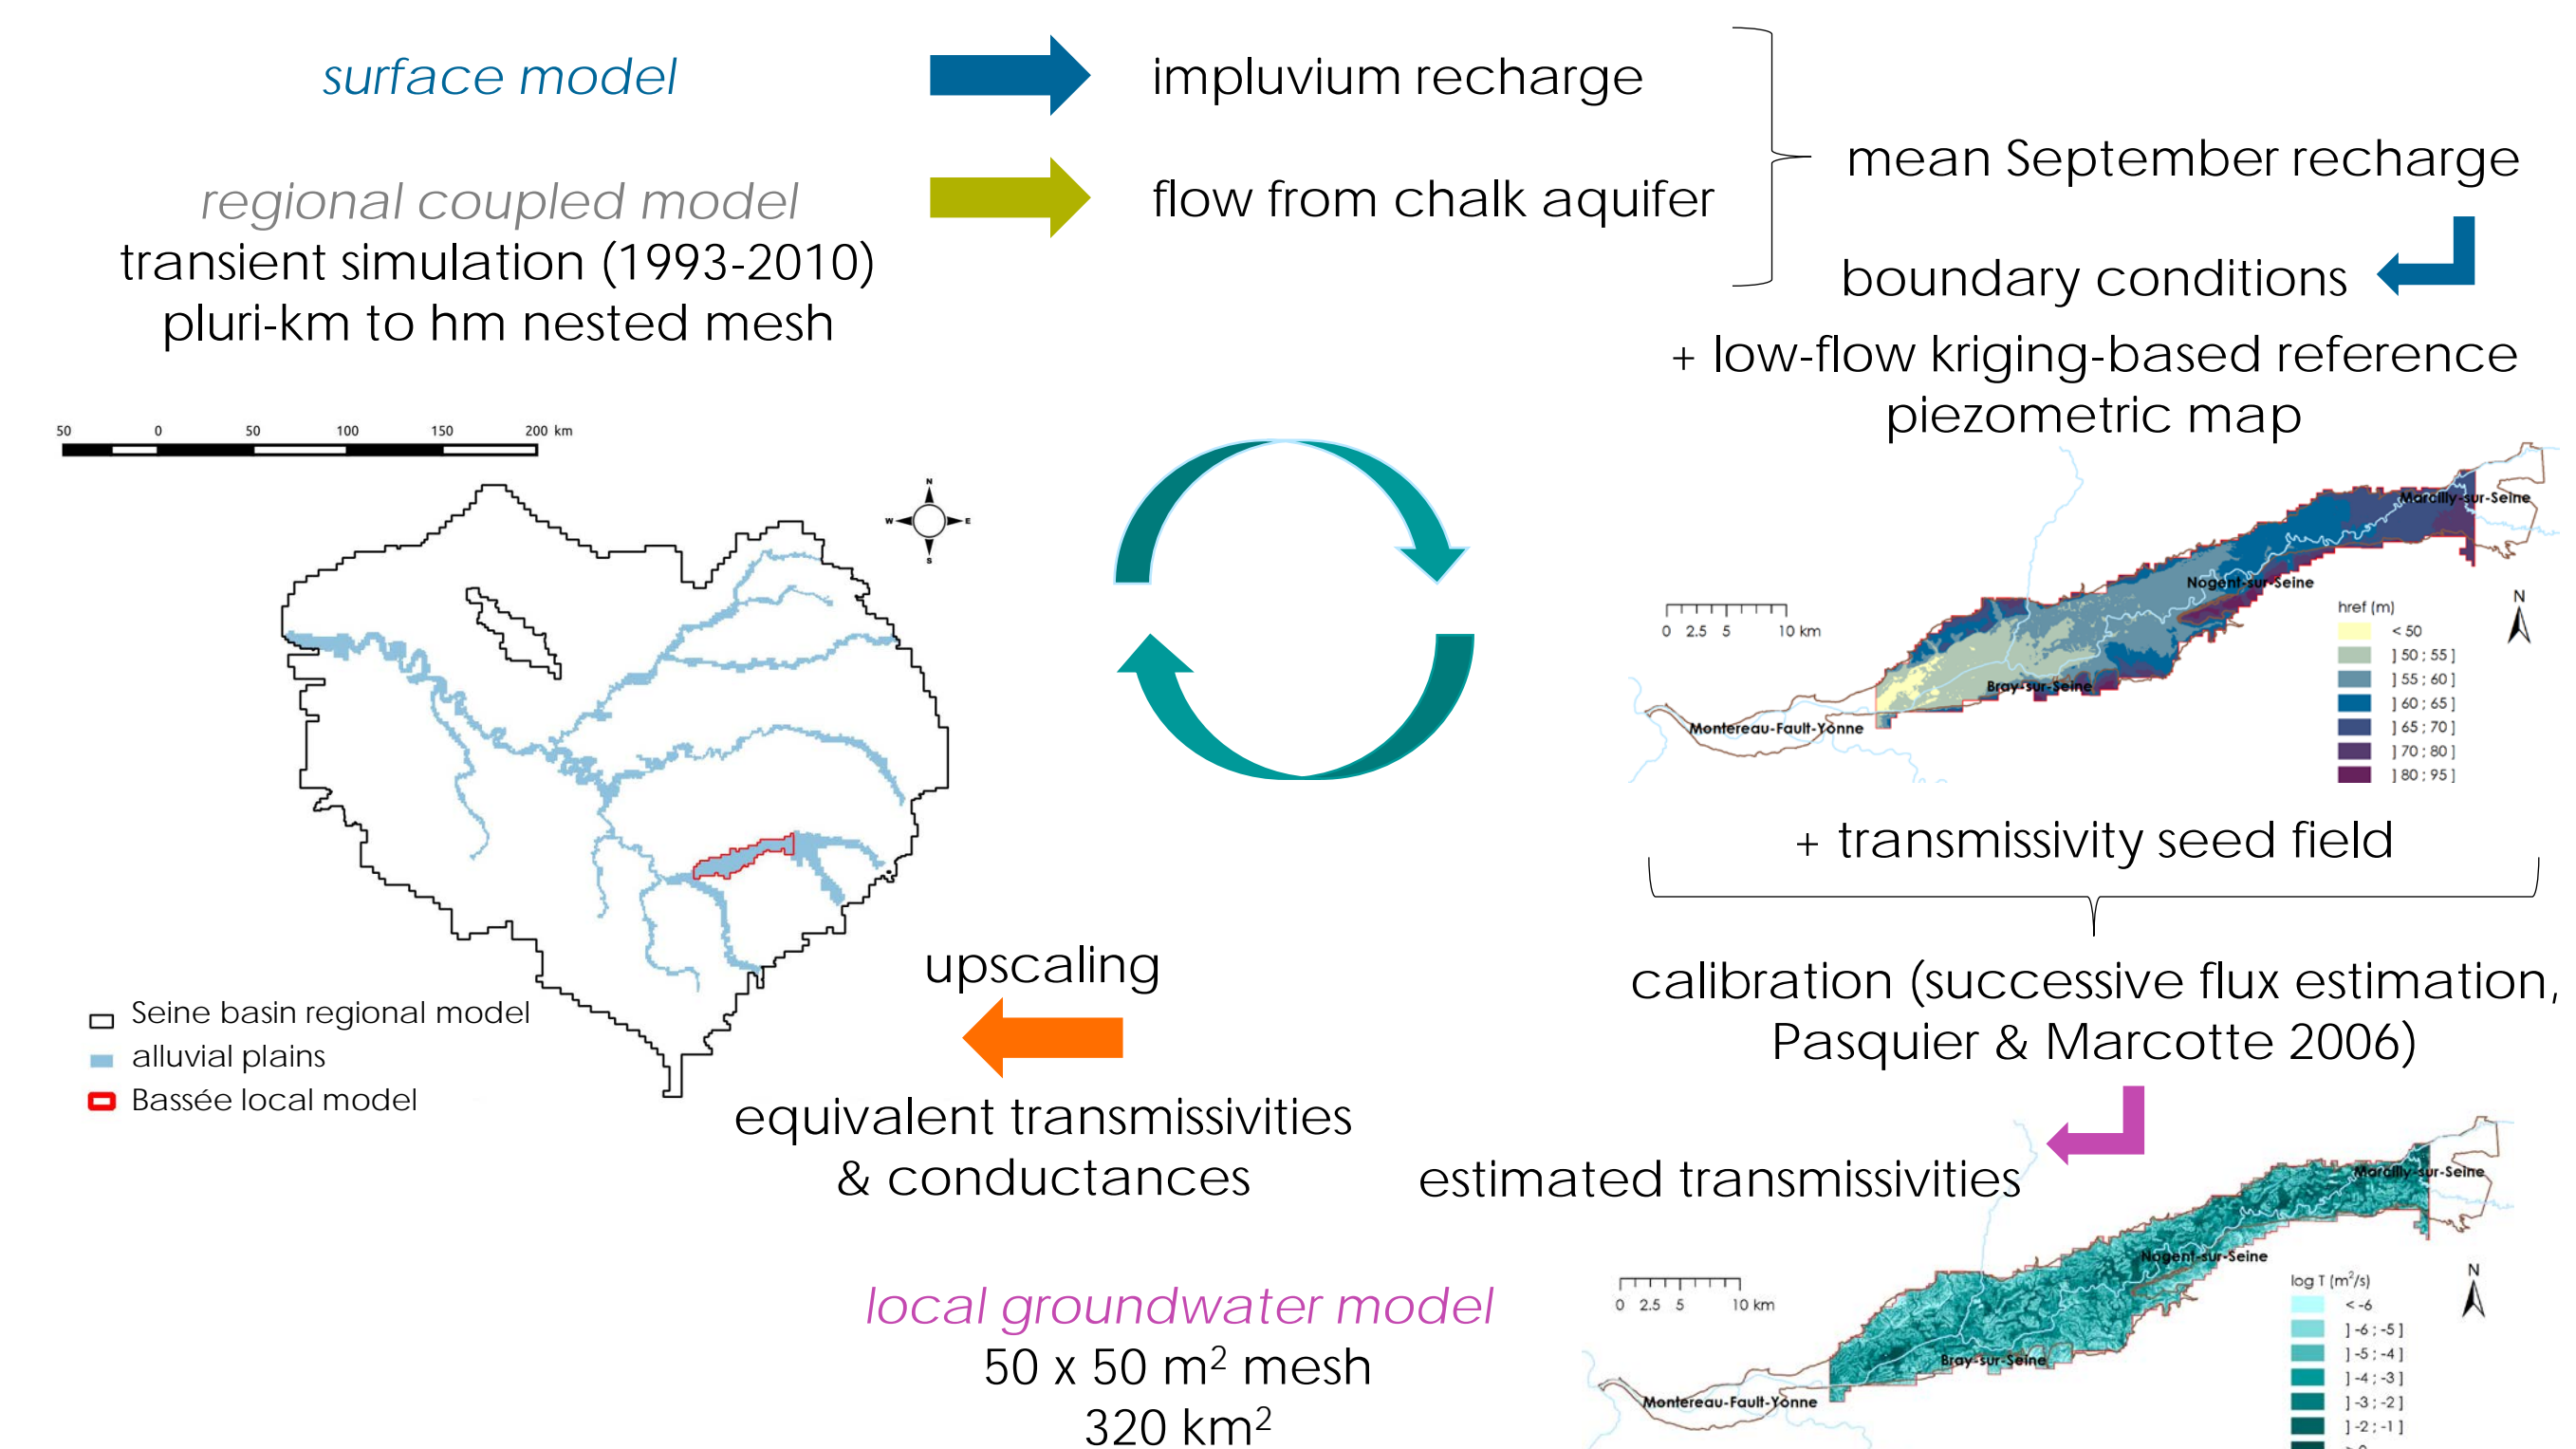 surface model
impluvium recharge
regional coupled model
flow from chalk aquifer
transient simulation (1993-2010)
pluri-km to hm nested mesh
mean September recharge
boundary conditions
+ low-flow kriging-based reference
piezometric map
50 0 50 100 150 200 km
N
W E
S
Seine basin regional model
alluvial plains
Bassée local model
Marcilly-sur-Seine
Nogent-sur-Seine
Bray-sur-Seine
Montereau-Fault-Yonne
0 2.5 5 10 km
N
href (m)
< 50
] 50 ; 55 ]
] 55 ; 60 ]
] 60 ; 65 ]
] 65 ; 70 ]
] 70 ; 80 ]
] 80 ; 95 ]
+ transmissivity seed field
calibration (successive flux estimation,
Pasquier & Marcotte 2006)
estimated transmissivities
upscaling
equivalent transmissivities
& conductances
local groundwater model
50 x 50 m² mesh
320 km²
Marcilly-sur-Seine
Nogent-sur-Seine
Bray-sur-Seine
Montereau-Fault-Yonne
0 2.5 5 10 km
N
log T (m²/s)
< -6
] -6 ; -5 ]
] -5 ; -4 ]
] -4 ; -3 ]
] -3 ; -2 ]
] -2 ; -1 ]